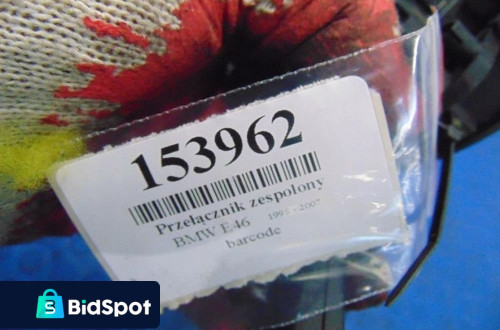 153962
Przełącznik zespolony
BMW E46 1998 - 2007
barcode
BidSpot